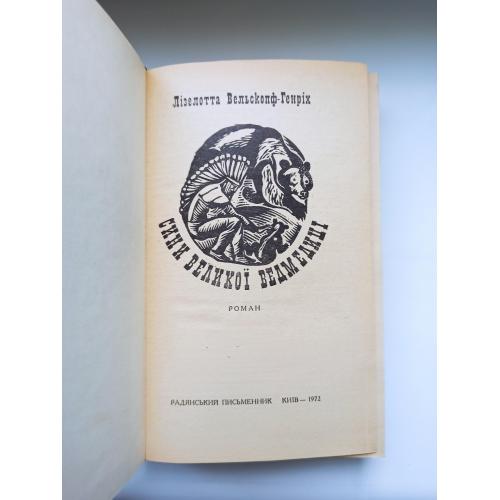 Лізелотта Вельскопф-Генріх
СИНИ ВЕЛИКОЇ ВЕДМЕДИЦІ
РОМАН
РАДЯНСЬКИЙ ПИСЬМЕННИК КИЇВ — 1972